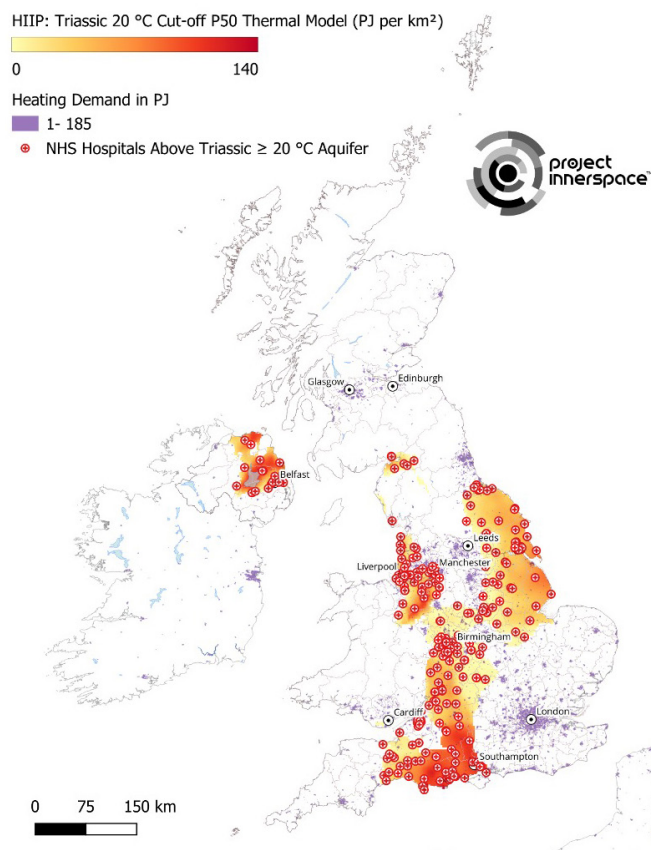 HIIP: Triassic 20 °C Cut-off P50 Thermal Model (PJ per km²)
0 140
Heating Demand in PJ
1- 185
NHS Hospitals Above Triassic ≥ 20 °C Aquifer
project
innerspace™
Glasgow
Edinburgh
Belfast
Leeds
Liverpool
Manchester
Birmingham
Cardiff
London
Southampton
0 75 150 km